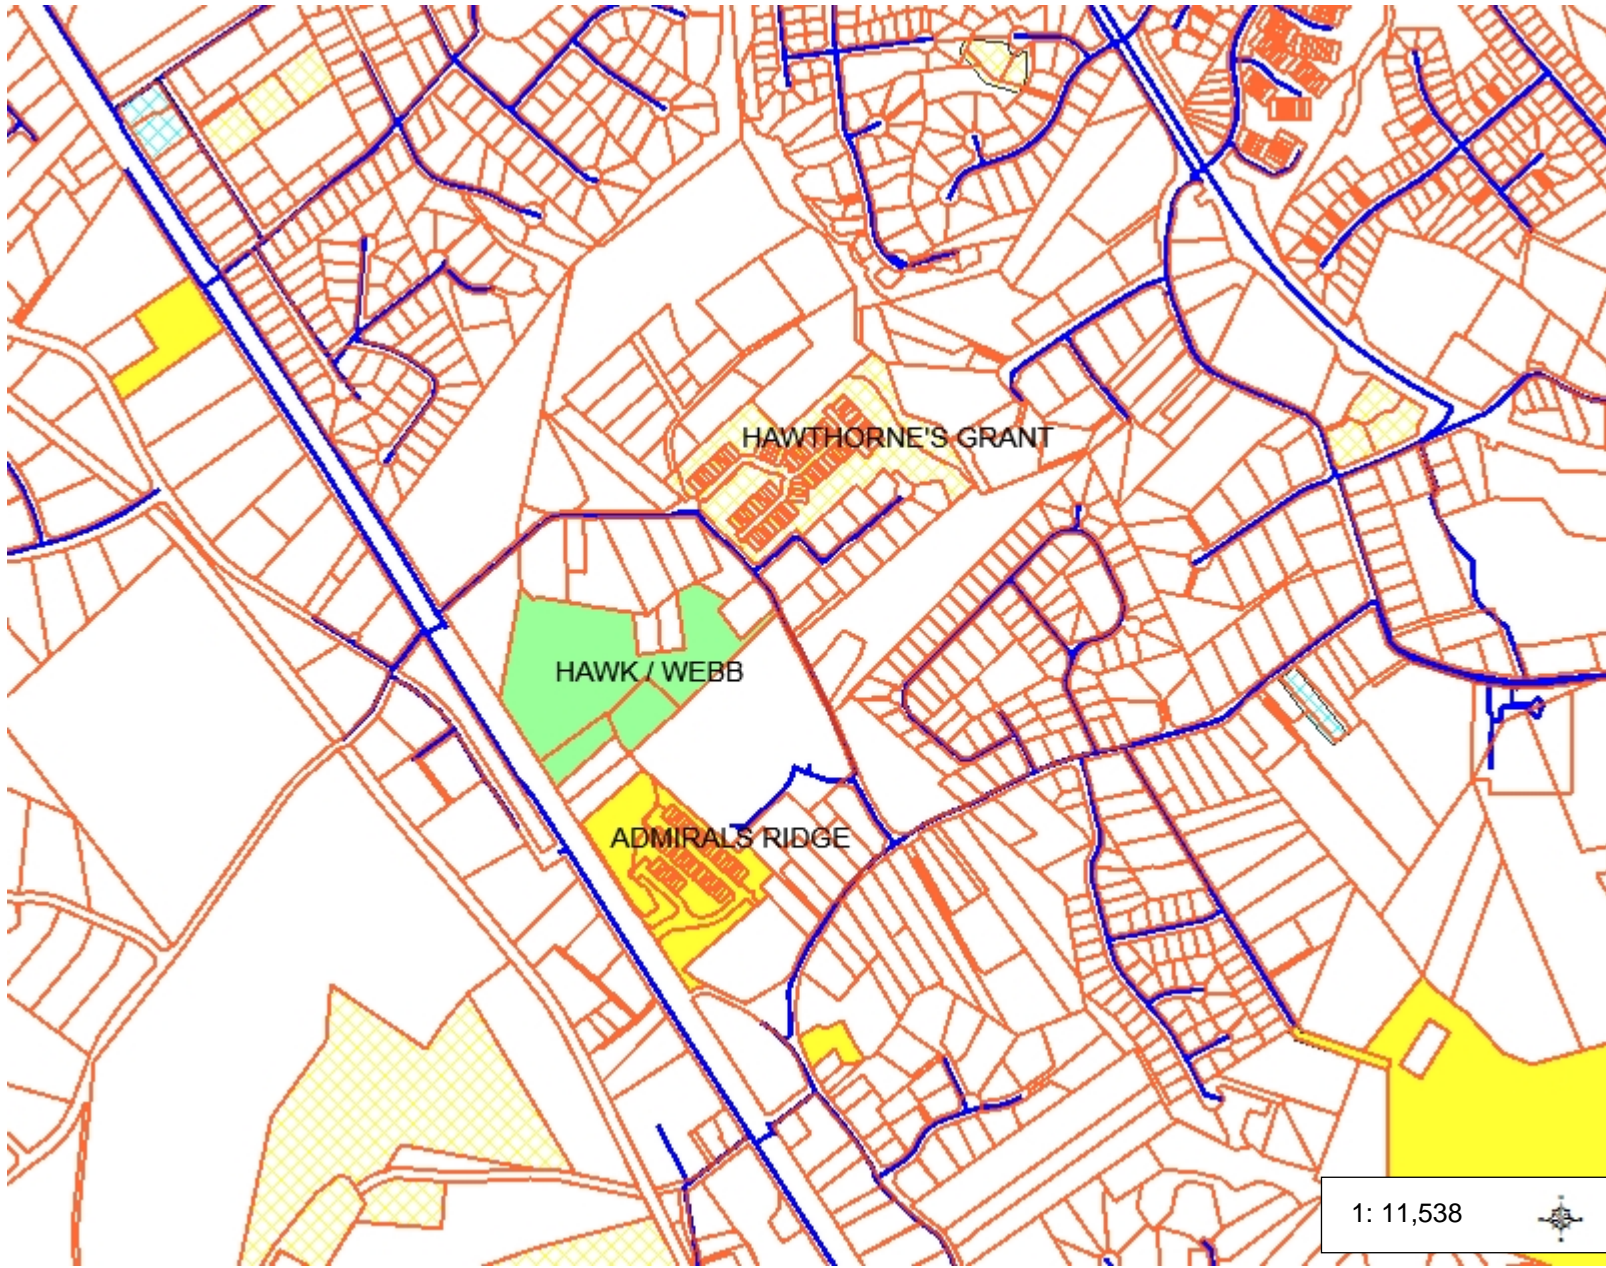 HAWTHORNE'S GRANT
HAWK / WEBB
ADMIRALS RIDGE
1: 11,538